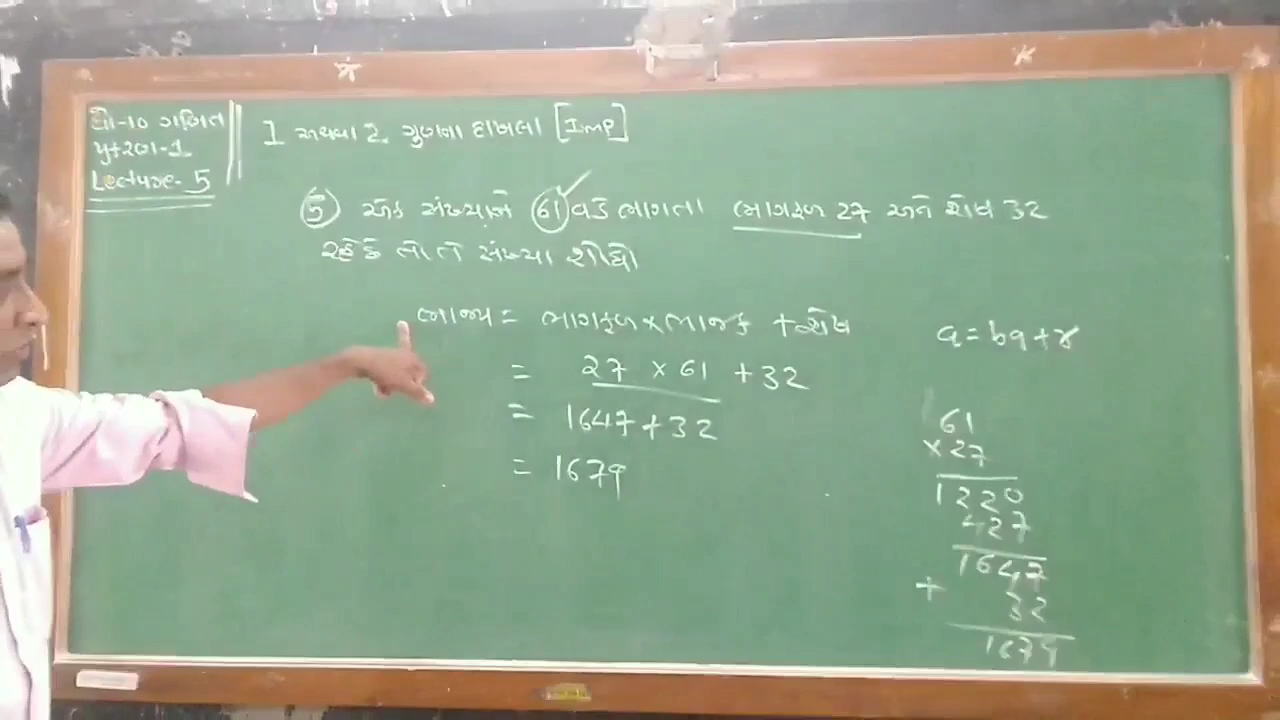 ધો-10 ગણિત
પ્રકરણ-1
Lecture-5
1 અથવા 2 ગુણના દાખલા [Imp]
5 એક સંખ્યાને 61 વડે ભાગતા ભાગફળ 27 અને શેષ 32
રહે છે તો તે સંખ્યા શોધો
ભાજ્ય = ભાગફળ × ભાજક + શેષ
= 27 × 61 + 32
= 1647 + 32
= 1679
a = bq + r
61
× 27
1220
427
1647
+ 32
1679